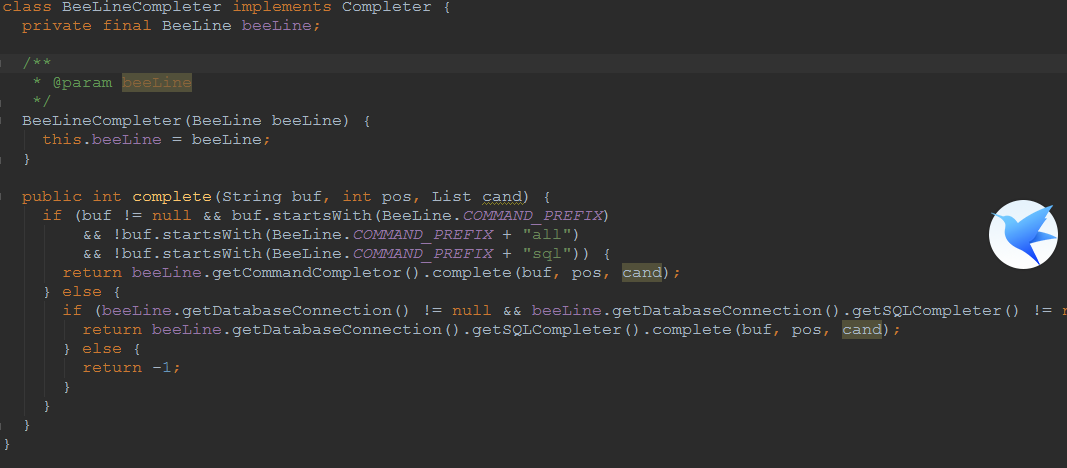 class BeeLineCompleter implements Completer {
  private final BeeLine beeLine;
  /**
   * @param beeLine
   */
  BeeLineCompleter(BeeLine beeLine) {
    this.beeLine = beeLine;
  }
  public int complete(String buf, int pos, List cand) {
    if (buf != null && buf.startsWith(BeeLine.COMMAND_PREFIX)
        && !buf.startsWith(BeeLine.COMMAND_PREFIX + "all")
        && !buf.startsWith(BeeLine.COMMAND_PREFIX + "sql")) {
      return beeLine.getCommandCompletor().complete(buf, pos, cand);
    } else {
      if (beeLine.getDatabaseConnection() != null && beeLine.getDatabaseConnection().getSQLCompleter() !=
        return beeLine.getDatabaseConnection().getSQLCompleter().complete(buf, pos, cand);
      } else {
        return -1;
      }
    }
  }
}